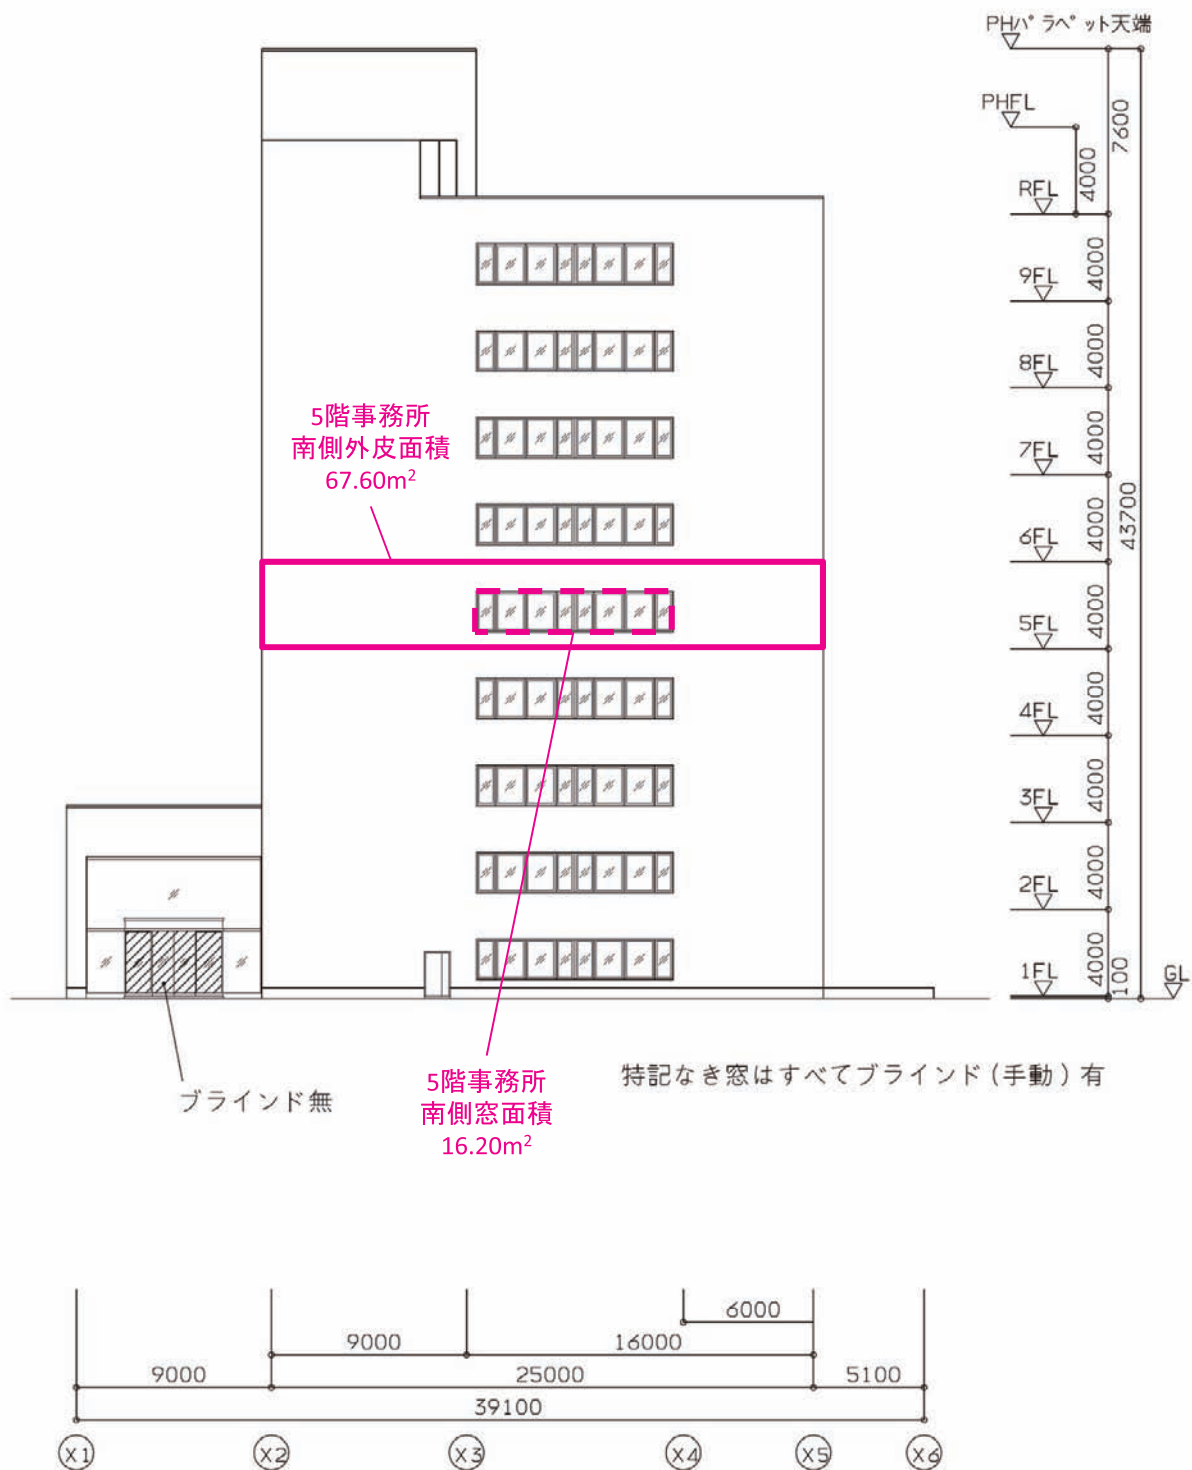 PHパラペット天端
PHFL
7600
4000
RFL
4000
9FL
4000
8FL
4000
5階事務所
南側外皮面積
67.60m²
7FL
4000
43700
6FL
4000
5FL
4000
4FL
4000
3FL
4000
2FL
4000
1FL
100
GL
ブラインド無
5階事務所
南側窓面積
16.20m²
特記なき窓はすべてブラインド(手動)有
6000
9000
16000
9000
25000
5100
39100
X1
X2
X3
X4
X5
X6